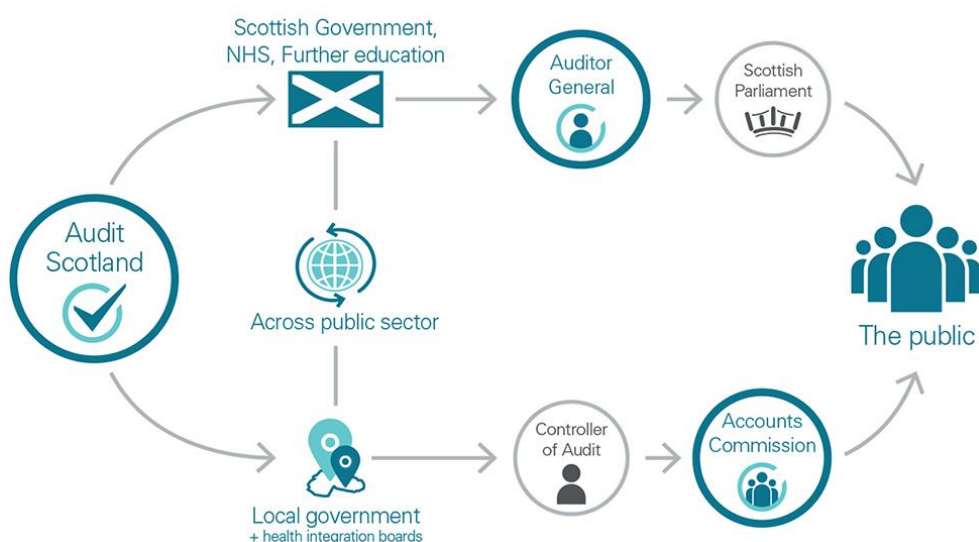 Scottish Government,
NHS, Further education
Auditor
General
Scottish
Parliament
Audit
Scotland
Across public sector
The public
Controller
of Audit
Accounts
Commission
Local government
+ health integration boards